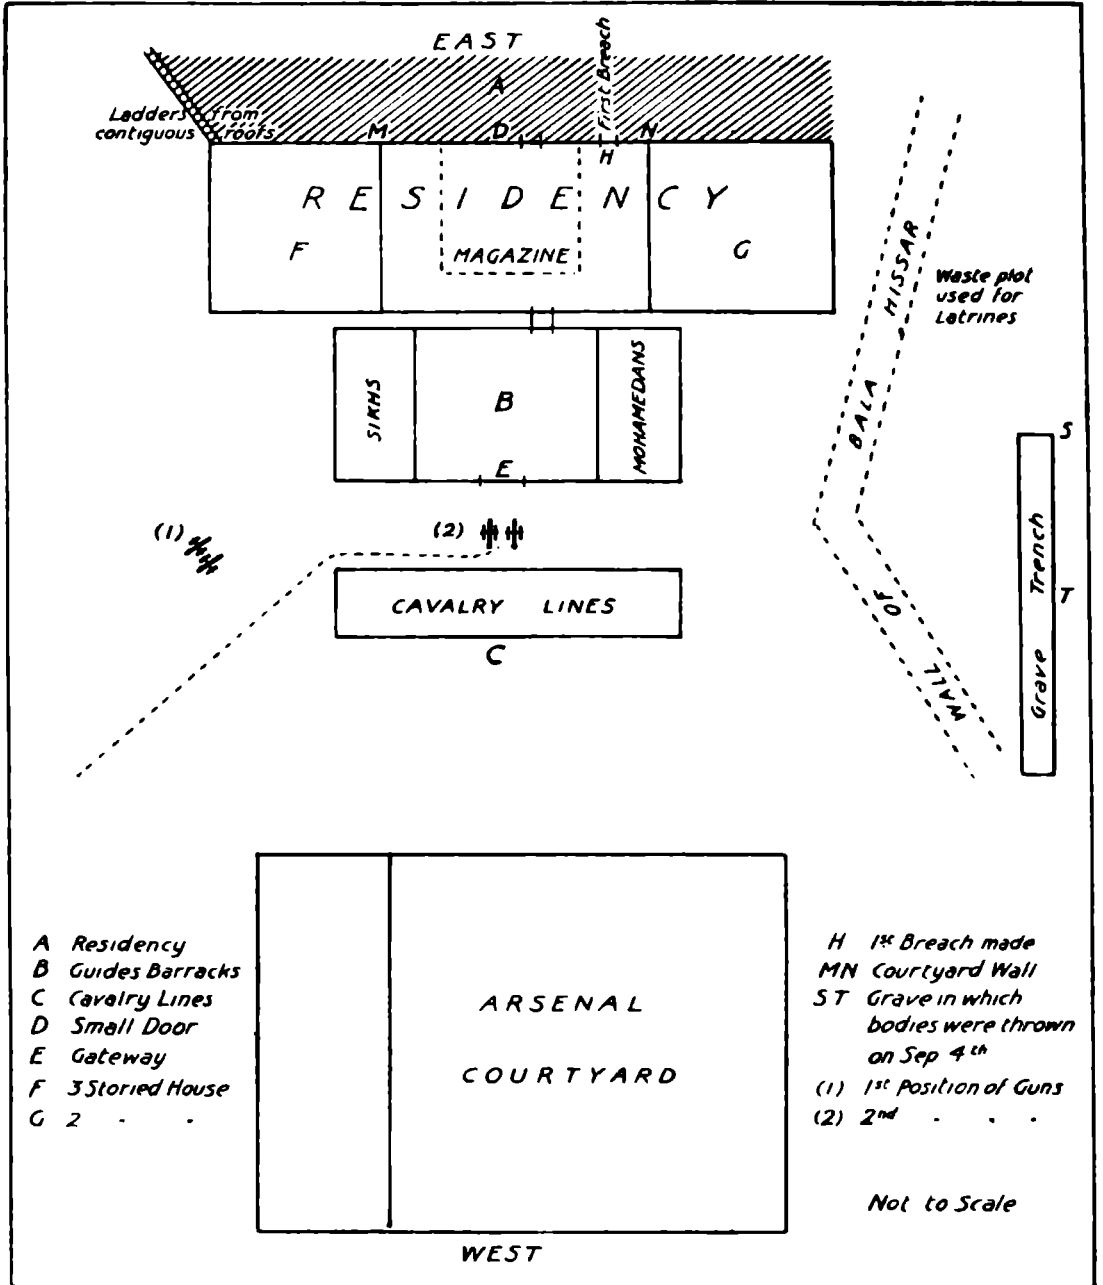 EAST
A
First Breach
Ladders from
contiguous roofs
M D H N
RESIDENCY
F MAGAZINE G
BALA HISSAR
Waste plot
used for
Latrines
SIKHS
B
MOHAMEDANS
E
S
(1)
(2)
Grave Trench
T
OF
WALL
CAVALRY LINES
C
ARSENAL
COURTYARD
A Residency
B Guides Barracks
C Cavalry Lines
D Small Door
E Gateway
F 3 Storied House
G 2 " "
H 1st Breach made
MN Courtyard Wall
ST Grave in which
bodies were thrown
on Sep 4th
(1) 1st Position of Guns
(2) 2nd " " "
Not to Scale
WEST